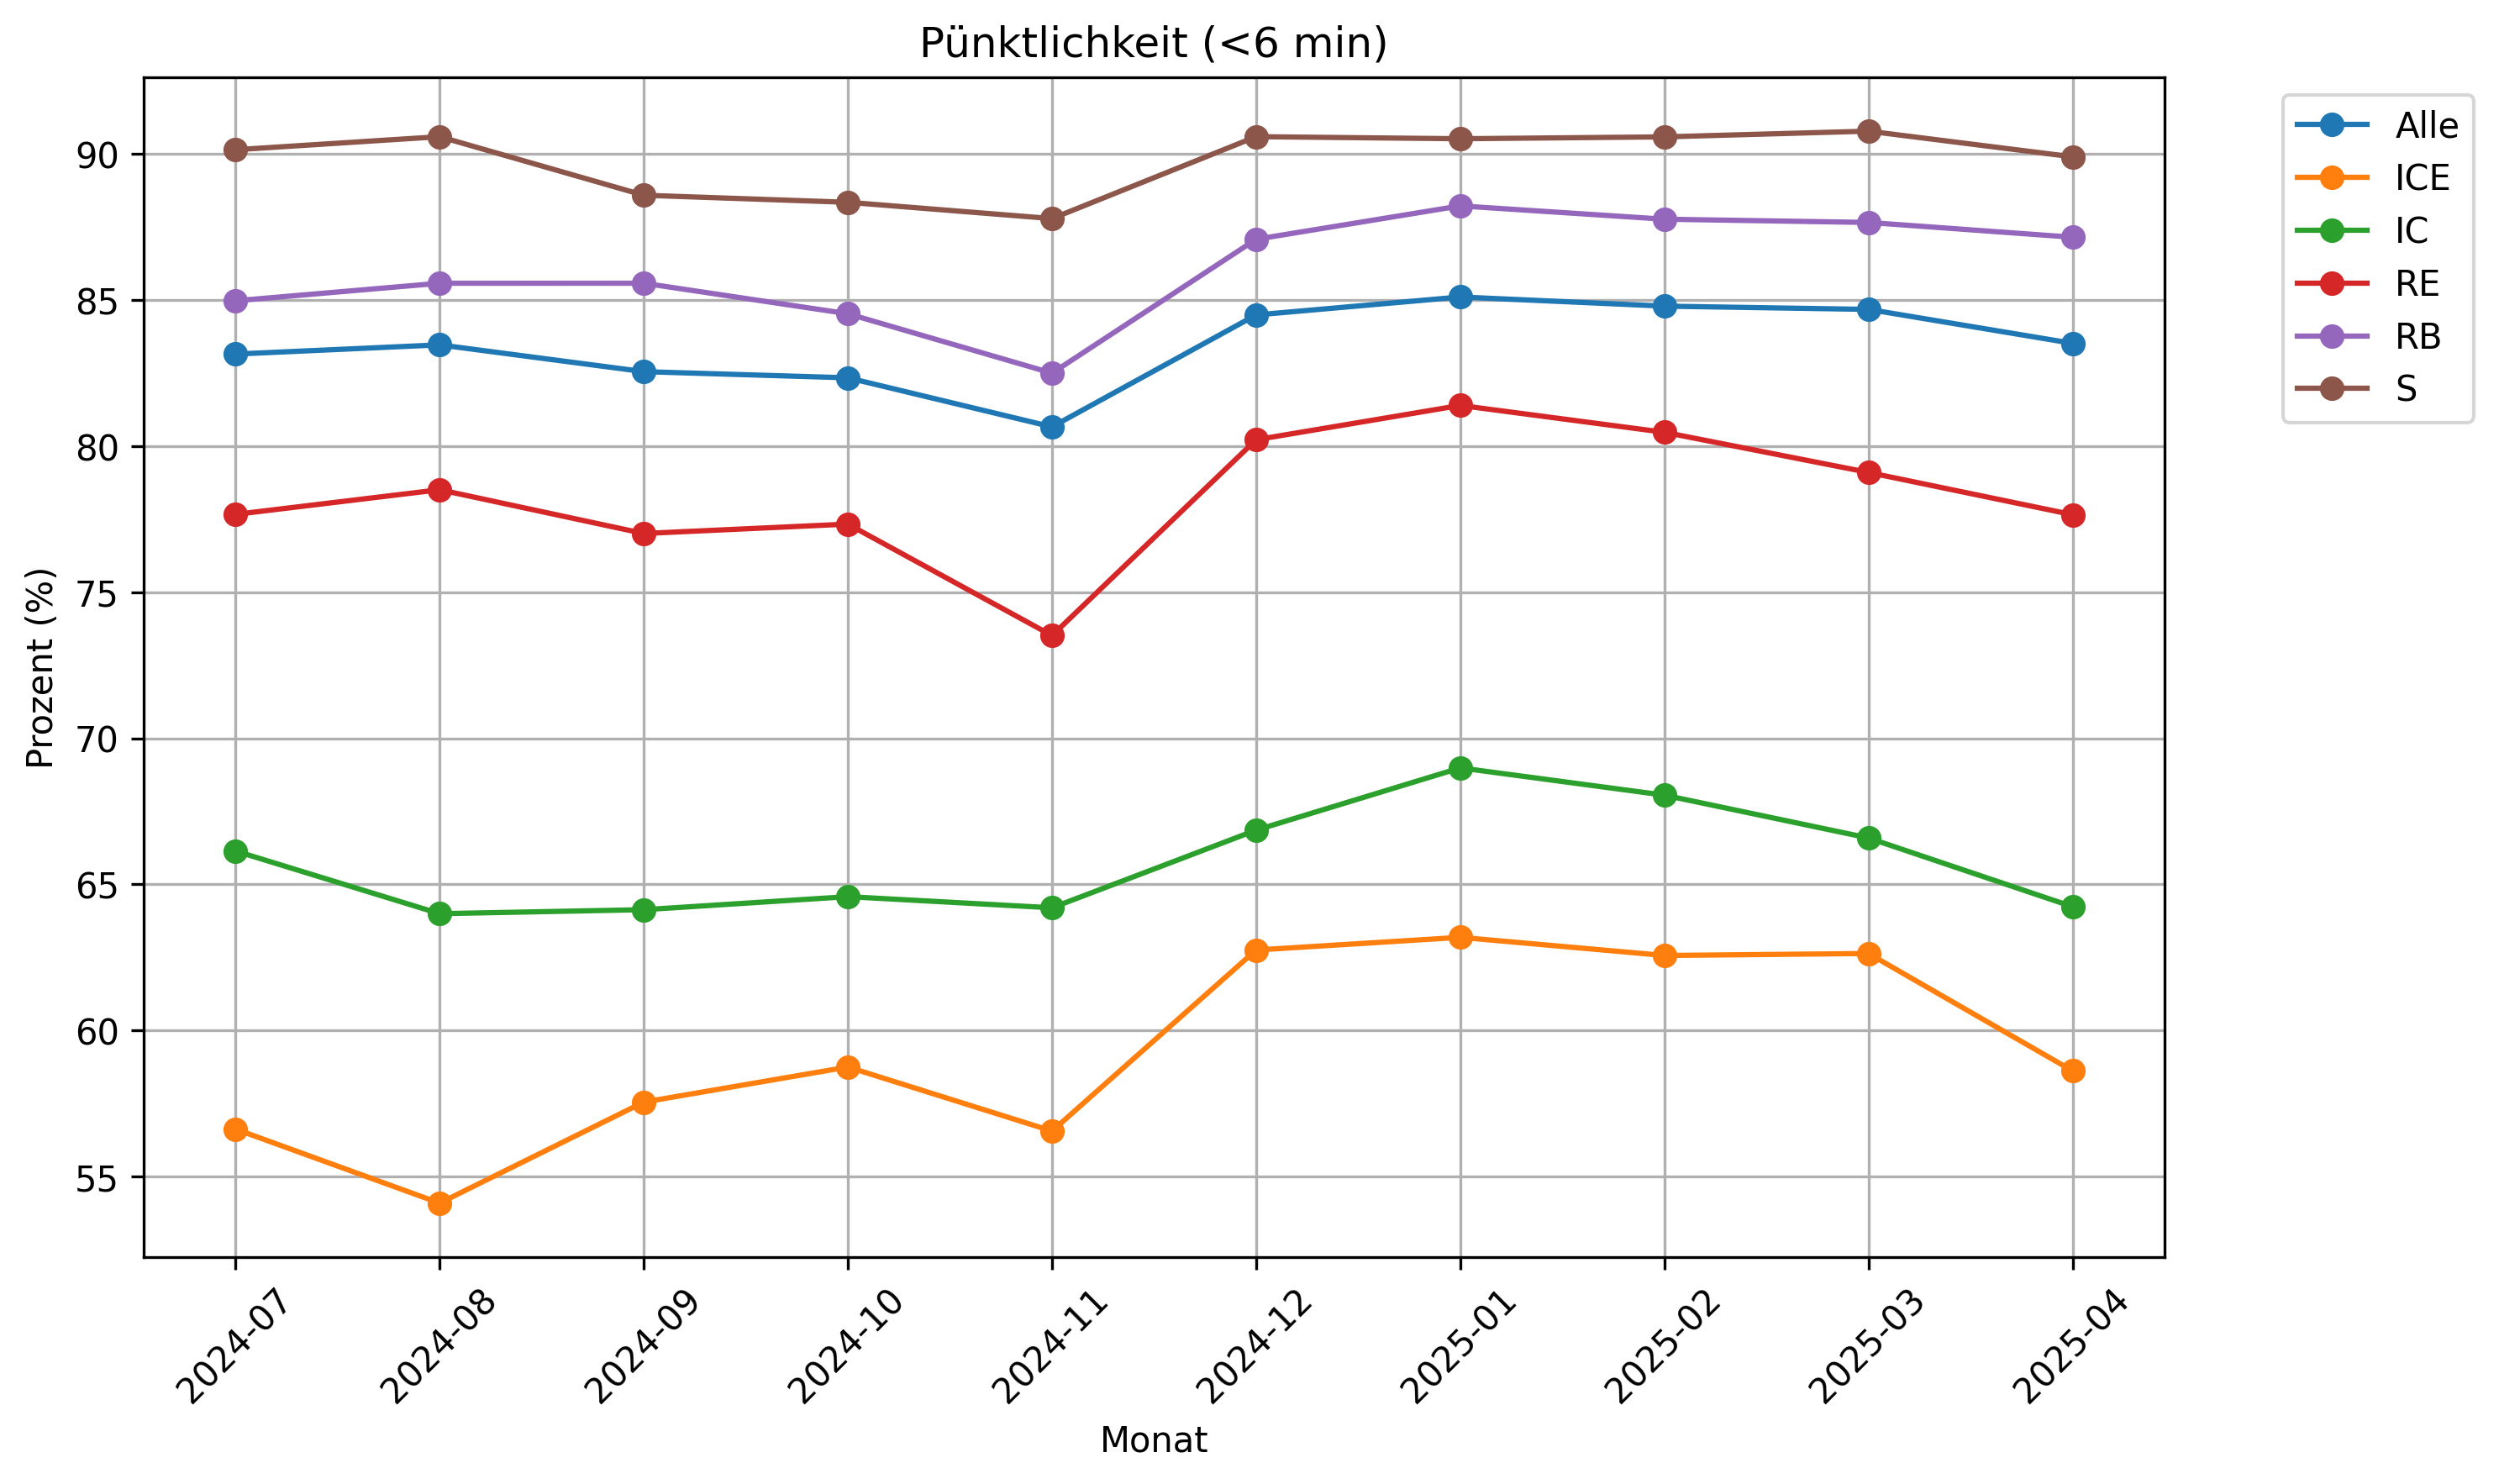 Pünktlichkeit (<6 min)
Alle
ICE
IC
RE
RB
S
Prozent (%)
90
85
80
75
70
65
60
55
2024-07
2024-08
2024-09
2024-10
2024-11
2024-12
2025-01
2025-02
2025-03
2025-04
Monat